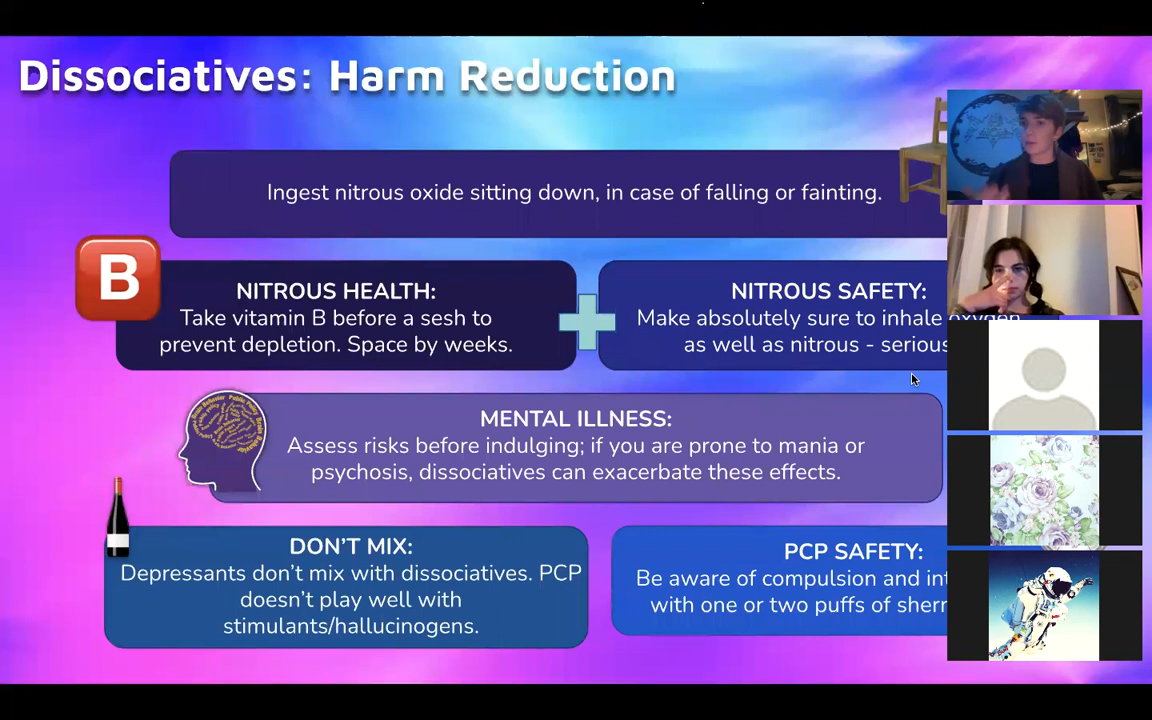 Dissociatives: Harm Reduction
Ingest nitrous oxide sitting down, in case of falling or fainting.
B
NITROUS HEALTH:
Take vitamin B before a sesh to
prevent depletion. Space by weeks.
NITROUS SAFETY:
Make absolutely sure to inhale oxygen
as well as nitrous - serious
MENTAL ILLNESS:
Assess risks before indulging; if you are prone to mania or
psychosis, dissociatives can exacerbate these effects.
DON'T MIX:
Depressants don't mix with dissociatives. PCP
doesn't play well with
stimulants/hallucinogens.
PCP SAFETY:
Be aware of compulsion and
with one or two puffs of